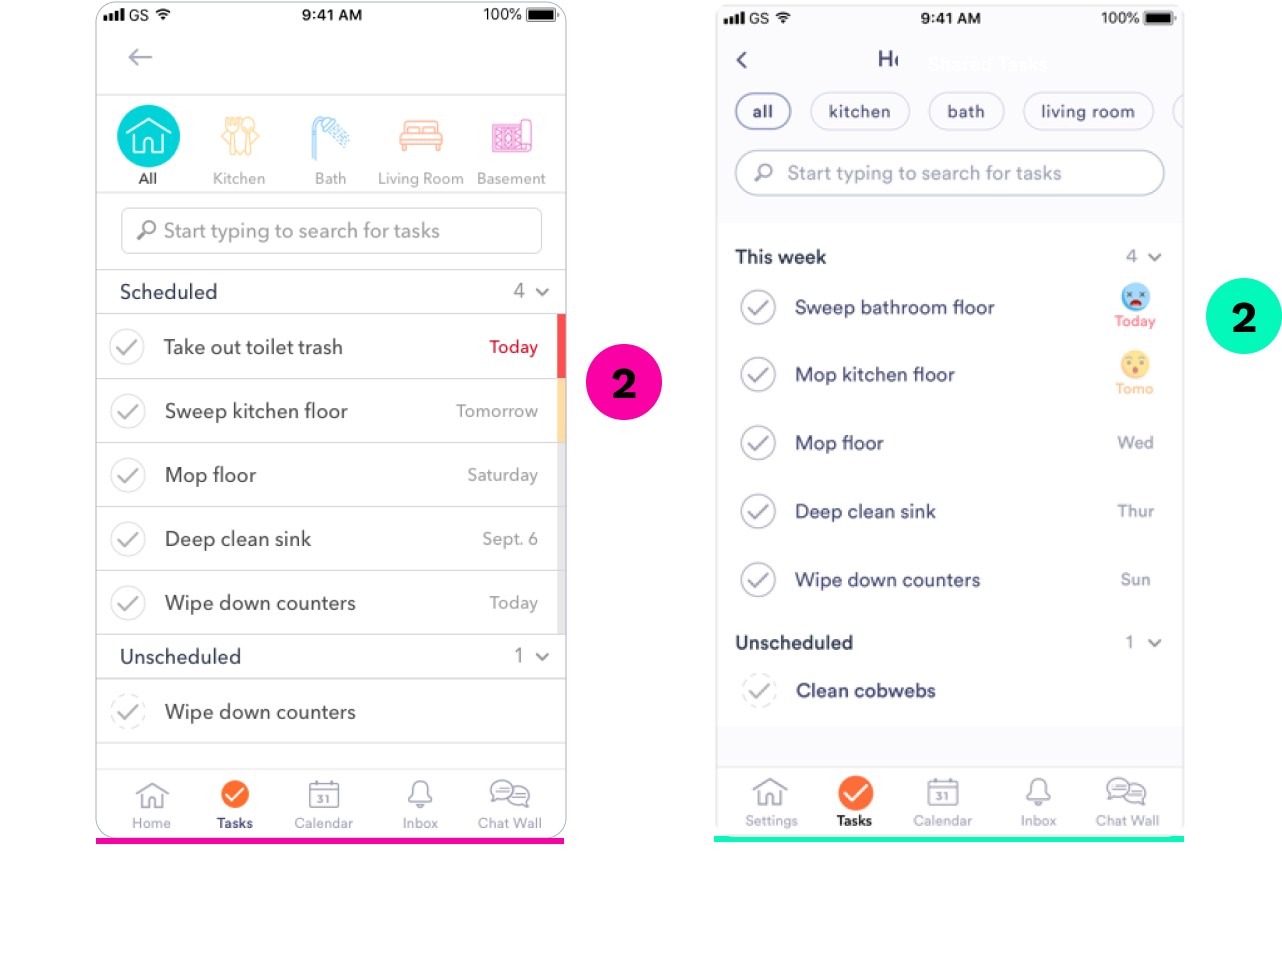 GS 9:41 AM 100%
All Kitchen Bath Living Room Basement
Start typing to search for tasks
Scheduled 4
Take out toilet trash Today
Sweep kitchen floor Tomorrow
Mop floor Saturday
Deep clean sink Sept. 6
Wipe down counters Today
Unscheduled 1
Wipe down counters
31
Home Tasks Calendar Inbox Chat Wall
2
GS 9:41 AM 100%
all kitchen bath living room
Start typing to search for tasks
This week 4
Sweep bathroom floor Today
Mop kitchen floor Tomo
Mop floor Wed
Deep clean sink Thur
Wipe down counters Sun
Unscheduled 1
Clean cobwebs
31
Settings Tasks Calendar Inbox Chat Wall
2